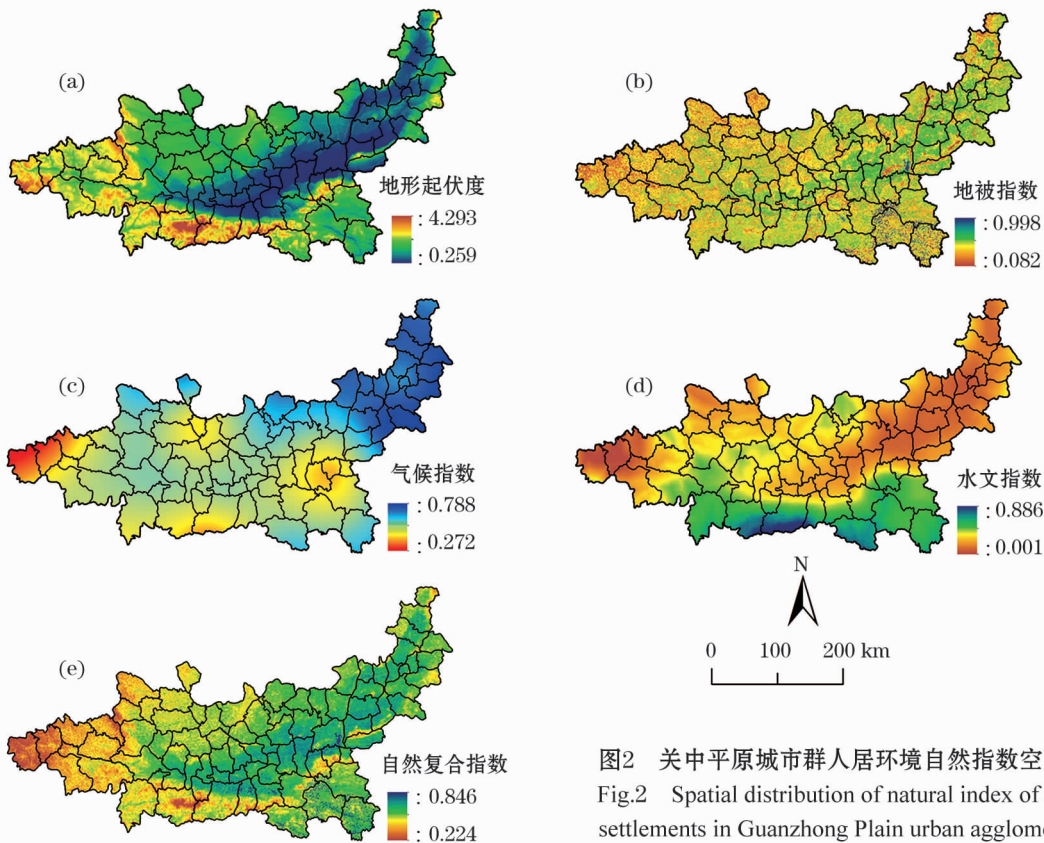 (a)
地形起伏度
: 4.293
: 0.259
(b)
地被指数
: 0.998
: 0.082
(c)
气候指数
: 0.788
: 0.272
(d)
水文指数
: 0.886
: 0.001
N
0 100 200 km
(e)
自然复合指数
: 0.846
: 0.224
图2 关中平原城市群人居环境自然指数空
Fig.2 Spatial distribution of natural index of
settlements in Guanzhong Plain urban agglom